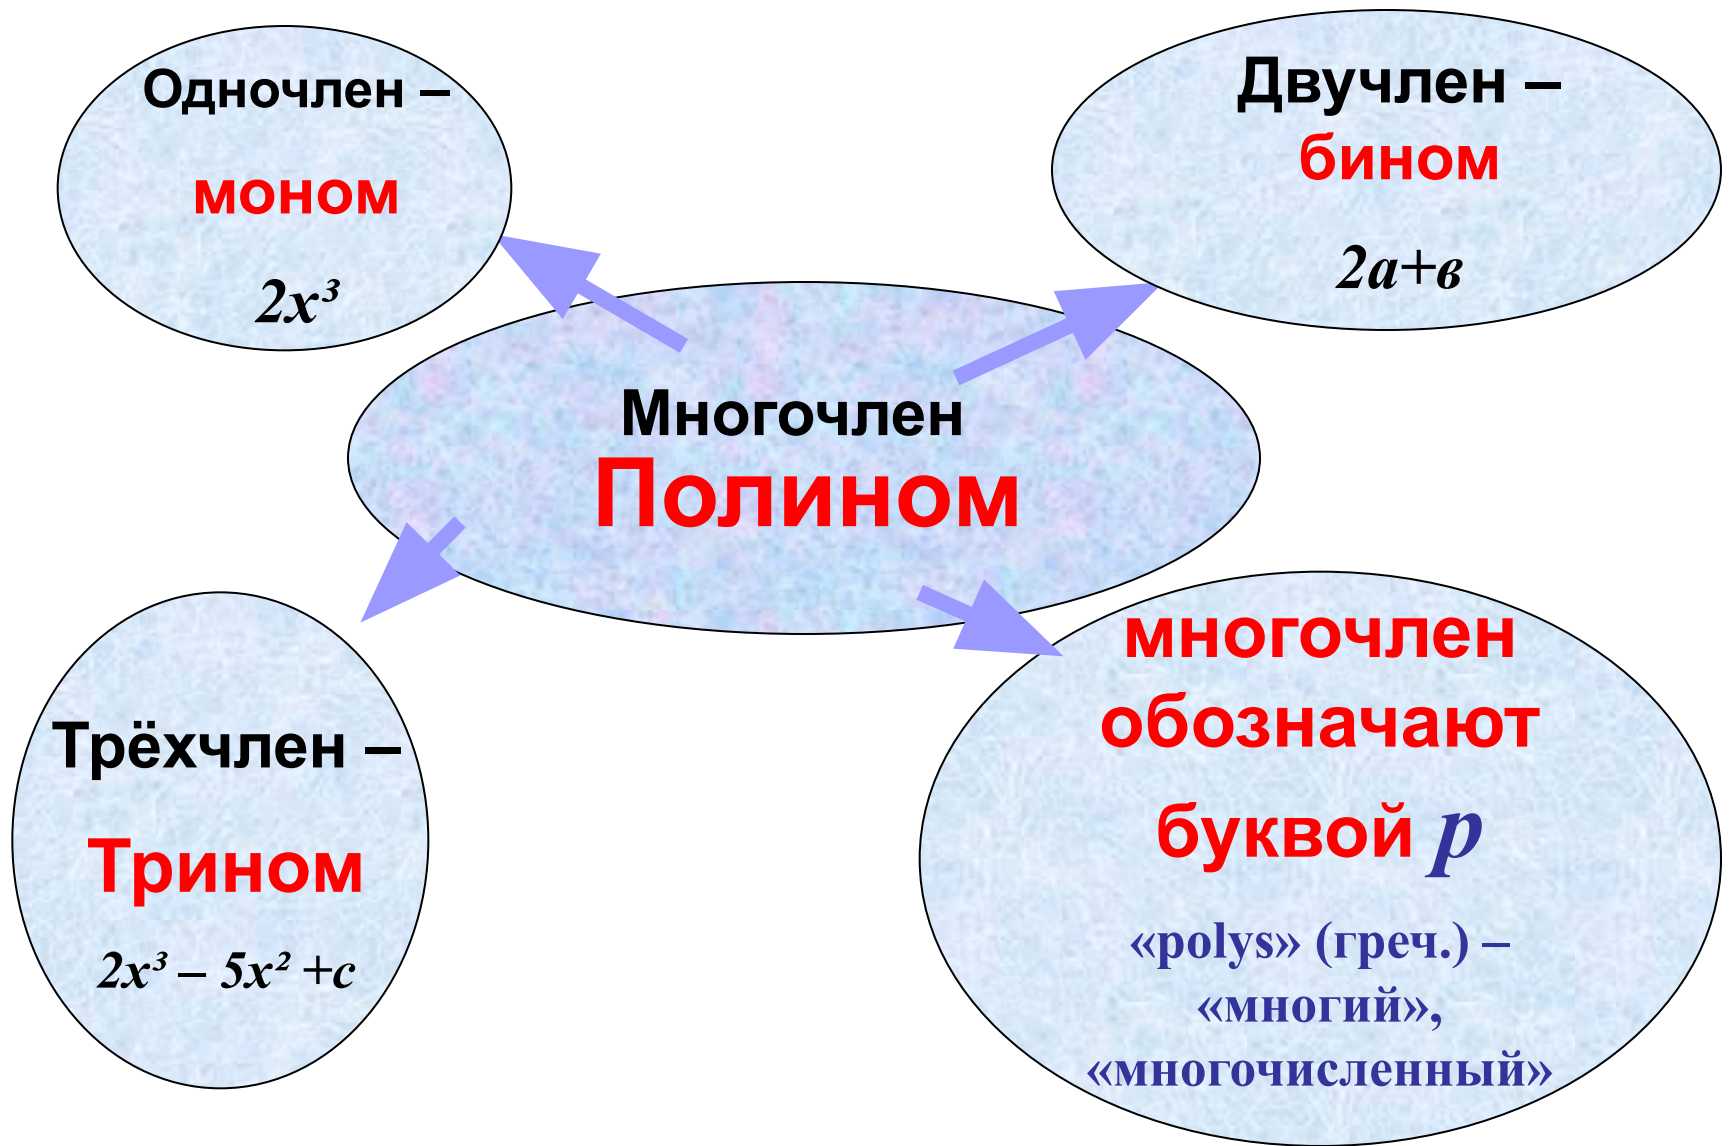 Одночлен –
моном
2x³
Двучлен –
бином
2а+в
Многочлен
Полином
Трёхчлен –
Трином
2x³ – 5x² +c
многочлен
обозначают
буквой p
«polys» (греч.) –
«многий»,
«многочисленный»